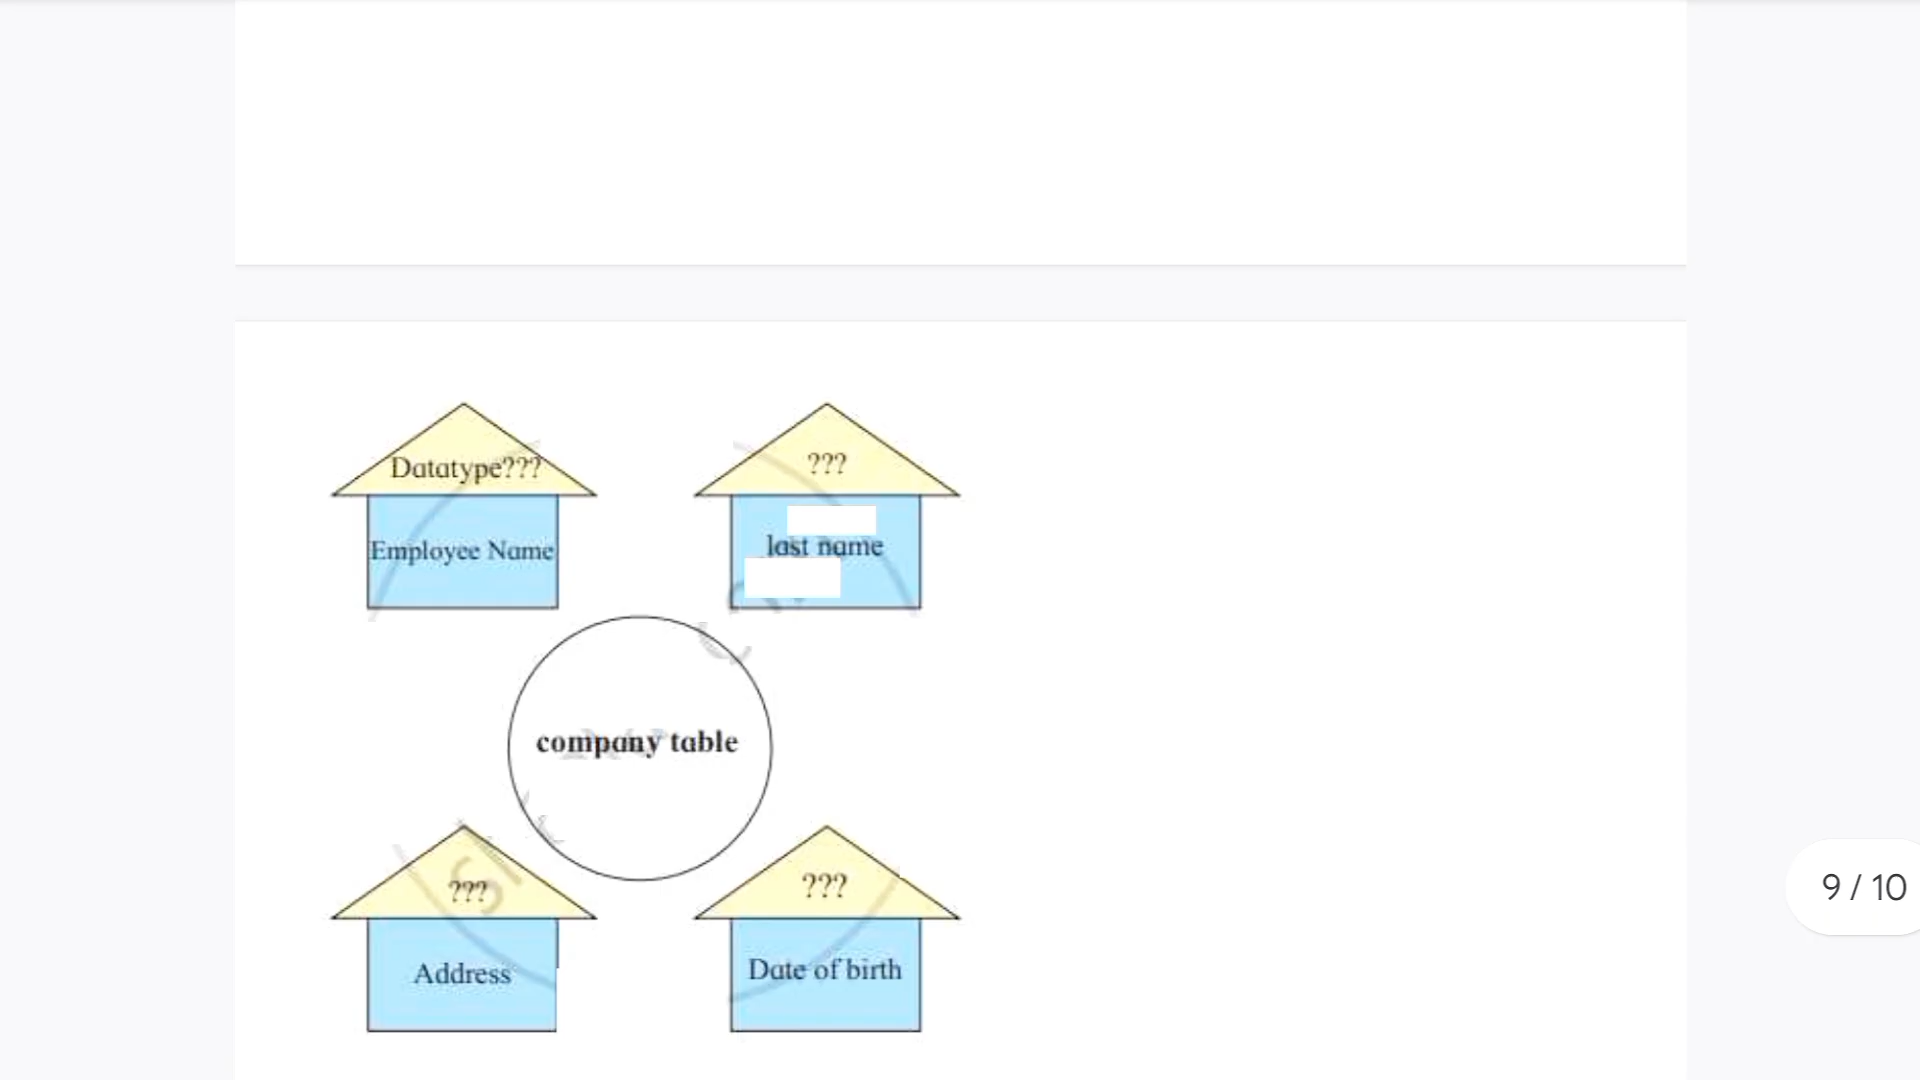 Datatype???
???
Employee Name
last name
company table
???
???
Address
Date of birth
9 / 10